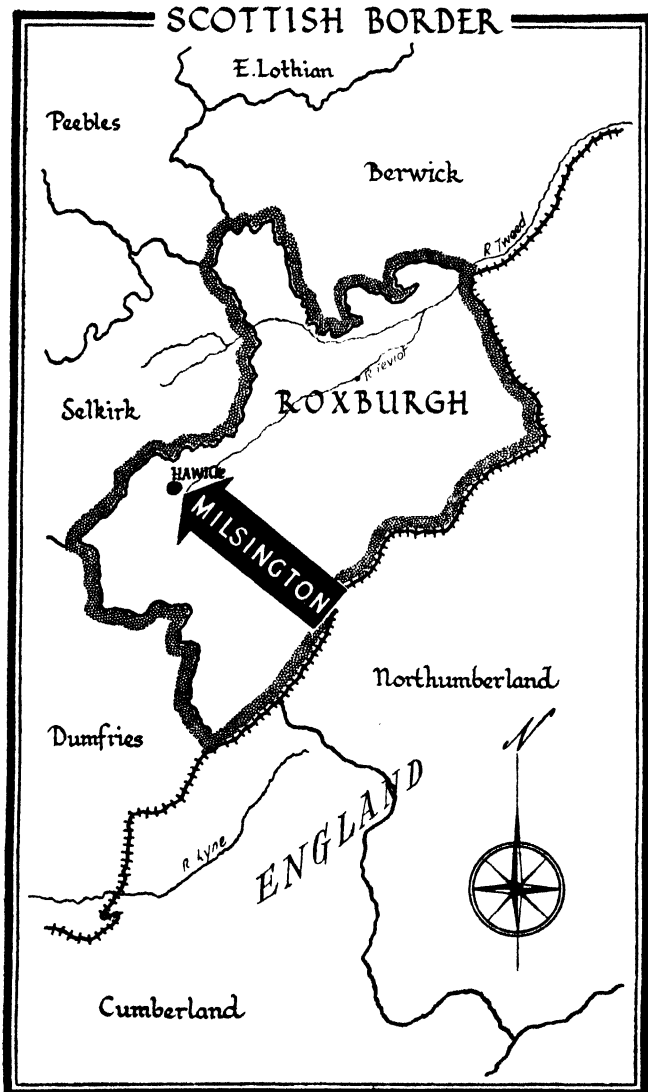 SCOTTISH BORDER
E. Lothian
Peebles
Berwick
R Tweed
R Teviot
Selkirk
ROXBURGH
HAWICK
MILSINGTON
Northumberland
N
Dumfries
ENGLAND
R Lyne
Cumberland